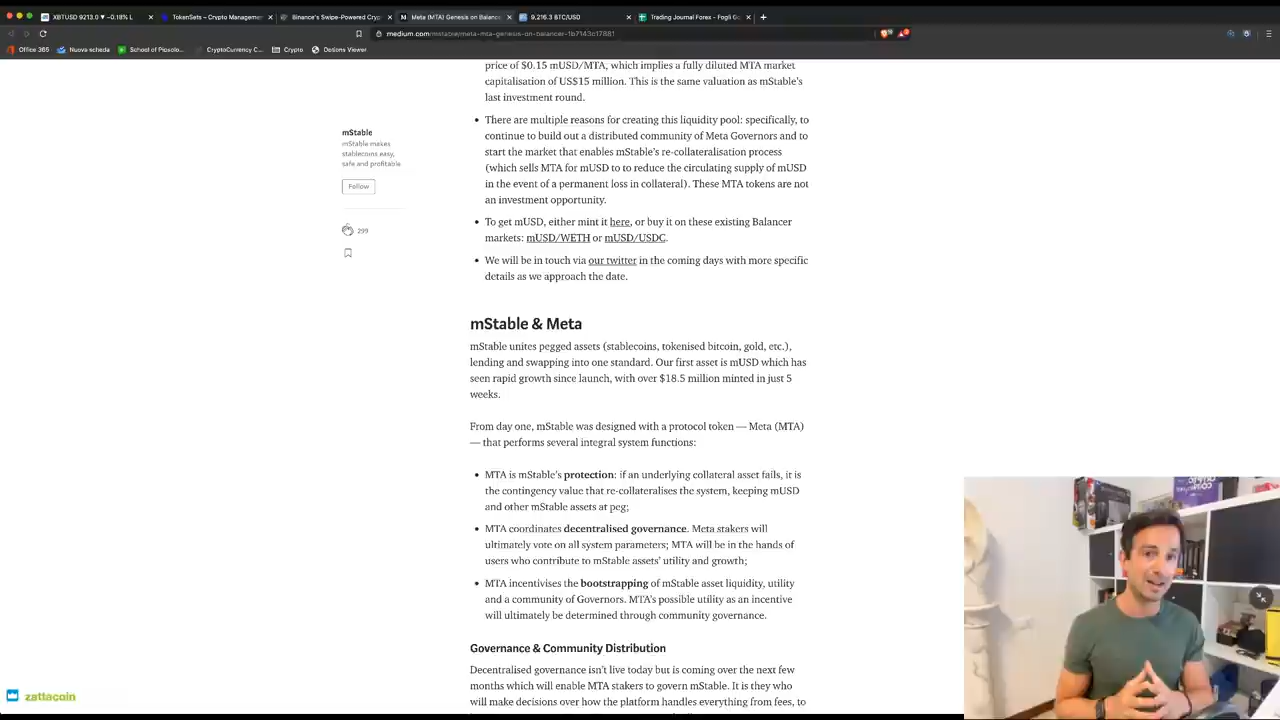 XBTUSD 9213.0 ▼ −0.18% L
TokenSets – Crypto Managemen
Binance's Swipe-Powered Cryp
Meta (MTA) Genesis on Balance
9,216.3 BTC/USD
Trading Journal Forex - Fogli G
medium.com/mstable/meta-mta-genesis-on-balancer-1b7143c17881
Office 365
Nuova scheda
School of Picsolo...
CryptoCurrency C...
Crypto
Options Viewer
price of $0.15 mUSD/MTA, which implies a fully diluted MTA market
capitalisation of US$15 million. This is the same valuation as mStable's
last investment round.
mStable
mStable makes
stablecoins easy,
safe and profitable
Follow
299
• There are multiple reasons for creating this liquidity pool: specifically, to
continue to build out a distributed community of Meta Governors and to
start the market that enables mStable's re-collateralisation process
(which sells MTA for mUSD to to reduce the circulating supply of mUSD
in the event of a permanent loss in collateral). These MTA tokens are not
an investment opportunity.
• To get mUSD, either mint it here, or buy it on these existing Balancer
markets: mUSD/WETH or mUSD/USDC.
• We will be in touch via our twitter in the coming days with more specific
details as we approach the date.
mStable & Meta
mStable unites pegged assets (stablecoins, tokenised bitcoin, gold, etc.),
lending and swapping into one standard. Our first asset is mUSD which has
seen rapid growth since launch, with over $18.5 million minted in just 5
weeks.
From day one, mStable was designed with a protocol token — Meta (MTA)
— that performs several integral system functions:
• MTA is mStable's protection: if an underlying collateral asset fails, it is
the contingency value that re-collateralises the system, keeping mUSD
and other mStable assets at peg;
• MTA coordinates decentralised governance. Meta stakers will
ultimately vote on all system parameters; MTA will be in the hands of
users who contribute to mStable assets' utility and growth;
• MTA incentivises the bootstrapping of mStable asset liquidity, utility
and a community of Governors. MTA's possible utility as an incentive
will ultimately be determined through community governance.
Governance & Community Distribution
Decentralised governance isn't live today but is coming over the next few
months which will enable MTA stakers to govern mStable. It is they who
will make decisions over how the platform handles everything from fees, to
zattacoin